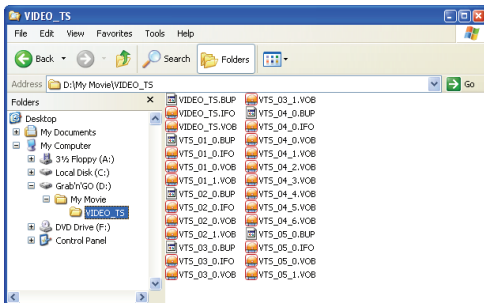 VIDEO_TS
File Edit View Favorites Tools Help
Back Search Folders
Address D:\My Movie\VIDEO_TS Go
Folders
Desktop
My Documents
My Computer
3½ Floppy (A:)
Local Disk (C:)
Grab'n'GO (D:)
My Movie
VIDEO_TS
DVD Drive (F:)
Control Panel
VIDEO_TS.BUP
VIDEO_TS.IFO
VIDEO_TS.VOB
VTS_01_0.BUP
VTS_01_0.IFO
VTS_01_0.VOB
VTS_01_1.VOB
VTS_02_0.BUP
VTS_02_0.IFO
VTS_02_0.VOB
VTS_02_1.VOB
VTS_03_0.BUP
VTS_03_0.IFO
VTS_03_0.VOB
VTS_03_1.VOB
VTS_04_0.BUP
VTS_04_0.IFO
VTS_04_0.VOB
VTS_04_1.VOB
VTS_04_2.VOB
VTS_04_3.VOB
VTS_04_4.VOB
VTS_04_5.VOB
VTS_04_6.VOB
VTS_05_0.BUP
VTS_05_0.IFO
VTS_05_0.VOB
VTS_05_1.VOB